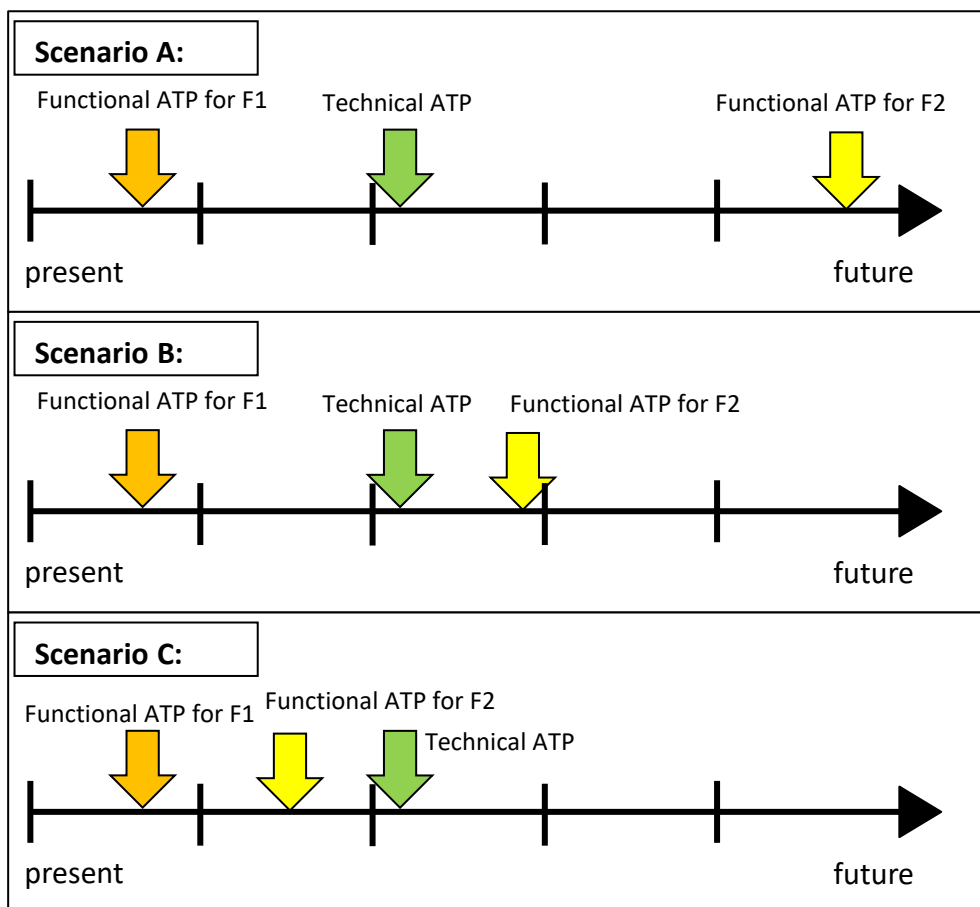 Scenario A:
Functional ATP for F1
Technical ATP
Functional ATP for F2
present
future
Scenario B:
Functional ATP for F1
Technical ATP
Functional ATP for F2
present
future
Scenario C:
Functional ATP for F1
Functional ATP for F2
Technical ATP
present
future